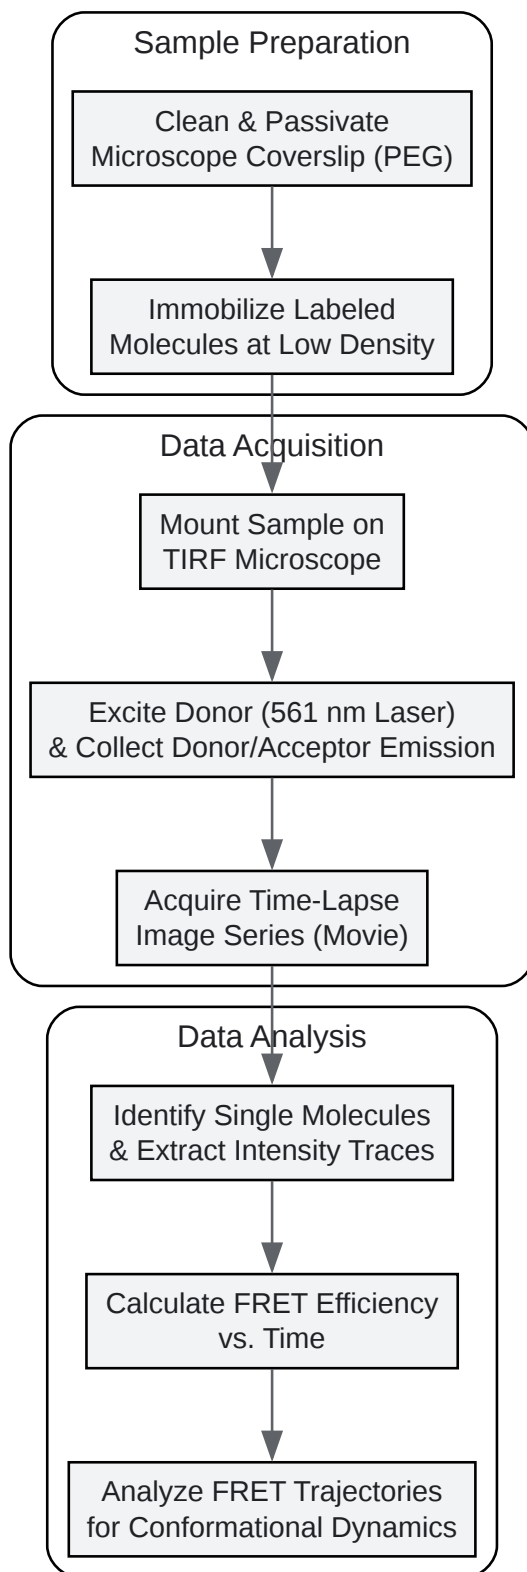 Sample Preparation
Clean & Passivate
Microscope Coverslip (PEG)
Immobilize Labeled
Molecules at Low Density
Data Acquisition
Mount Sample on
TIRF Microscope
Excite Donor (561 nm Laser)
& Collect Donor/Acceptor Emission
Acquire Time-Lapse
Image Series (Movie)
Data Analysis
Identify Single Molecules
& Extract Intensity Traces
Calculate FRET Efficiency
vs. Time
Analyze FRET Trajectories
for Conformational Dynamics